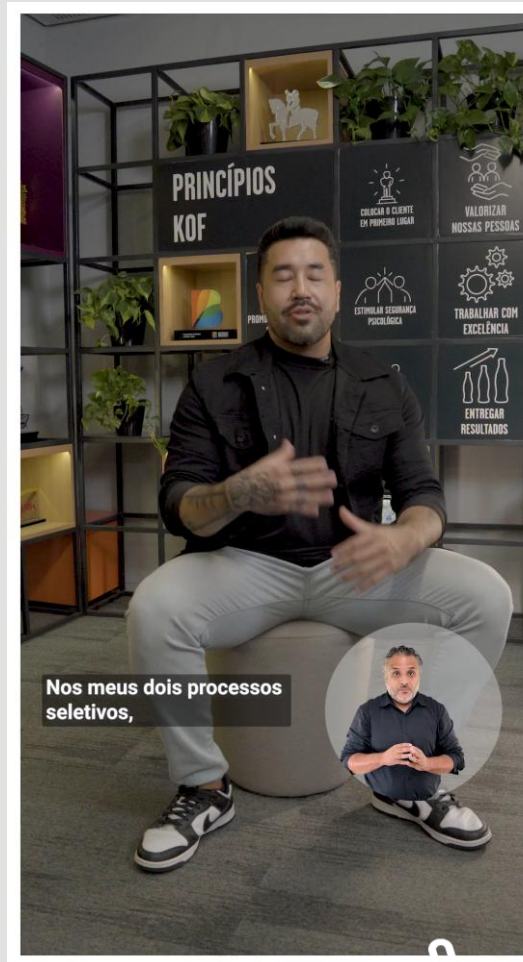 PRINCÍPIOS
KOF
COLOCAR O CLIENTE
EM PRIMEIRO LUGAR
VALORIZAR
NOSSAS PESSOAS
ESTIMULAR SEGURANÇA
PSICOLÓGICA
TRABALHAR COM
EXCELÊNCIA
ENTREGAR
RESULTADOS
Nos meus dois processos
seletivos,